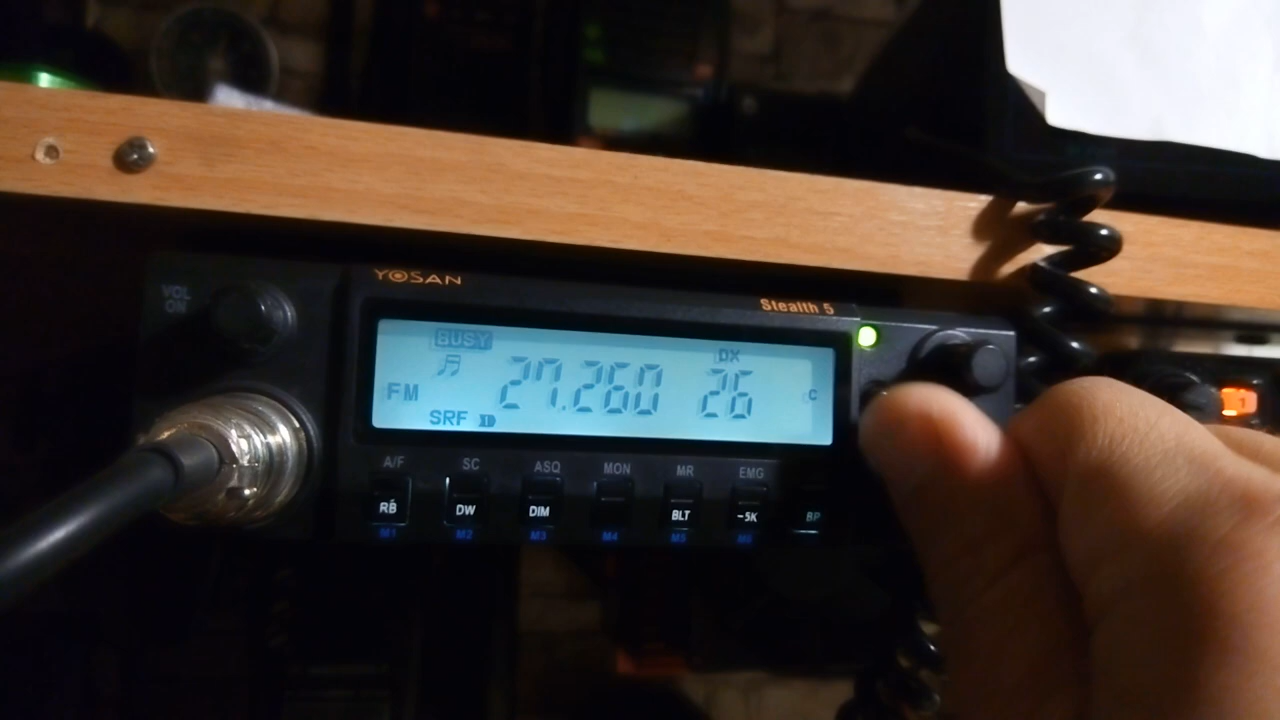 YOSAN
Stealth 5
VOL
ON
BUSY
DX
FM
27.260
26
C
SRF
A/F
SC
ASQ
MON
MR
EMG
RB
DW
DIM
BLT
-5K
BP
M1
M2
M3
M4
M5
M6
1